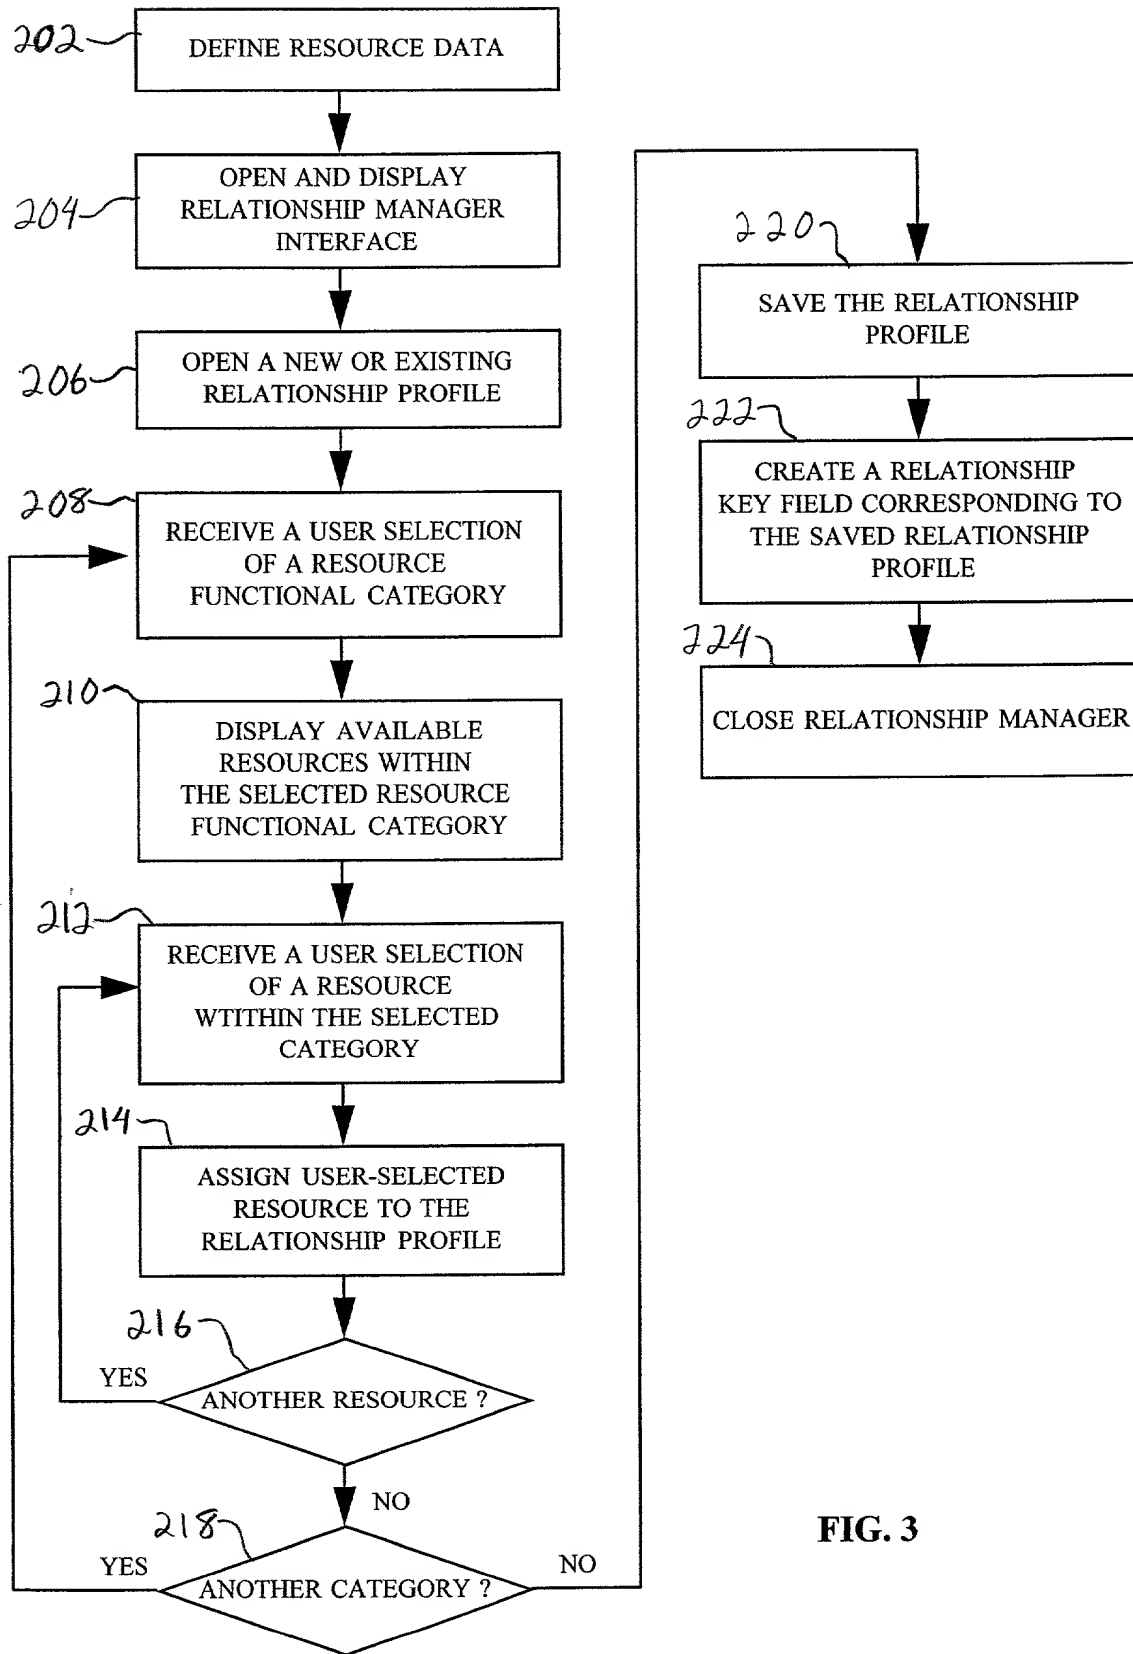 202
DEFINE RESOURCE DATA
204
OPEN AND DISPLAY
RELATIONSHIP MANAGER
INTERFACE
206
OPEN A NEW OR EXISTING
RELATIONSHIP PROFILE
208
RECEIVE A USER SELECTION
OF A RESOURCE
FUNCTIONAL CATEGORY
210
DISPLAY AVAILABLE
RESOURCES WITHIN
THE SELECTED RESOURCE
FUNCTIONAL CATEGORY
212
RECEIVE A USER SELECTION
OF A RESOURCE
WTITHIN THE SELECTED
CATEGORY
214
ASSIGN USER-SELECTED
RESOURCE TO THE
RELATIONSHIP PROFILE
216
YES
ANOTHER RESOURCE ?
NO
218
YES
ANOTHER CATEGORY ?
NO
220
SAVE THE RELATIONSHIP
PROFILE
222
CREATE A RELATIONSHIP
KEY FIELD CORRESPONDING TO
THE SAVED RELATIONSHIP
PROFILE
224
CLOSE RELATIONSHIP MANAGER
FIG. 3